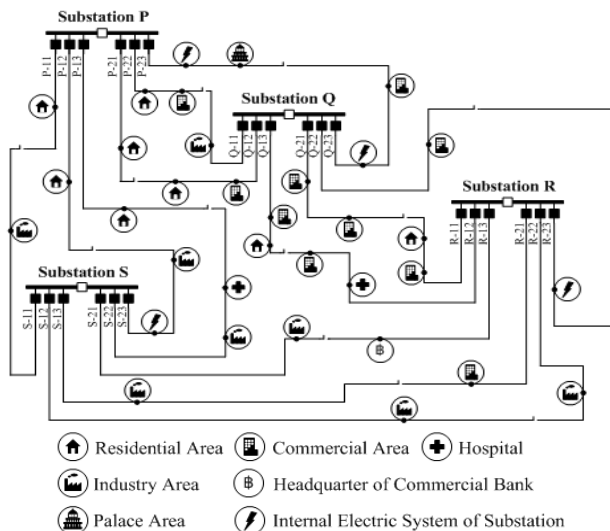 Substation P
P-11
P-12
P-13
P-21
P-22
P-23
Substation Q
Q-11
Q-12
Q-13
Q-21
Q-22
Q-23
Substation R
R-11
R-12
R-13
R-21
R-22
R-23
Substation S
S-11
S-12
S-13
S-21
S-22
S-23
฿
Residential Area
Commercial Area
Hospital
Industry Area
฿ Headquarter of Commercial Bank
Palace Area
Internal Electric System of Substation